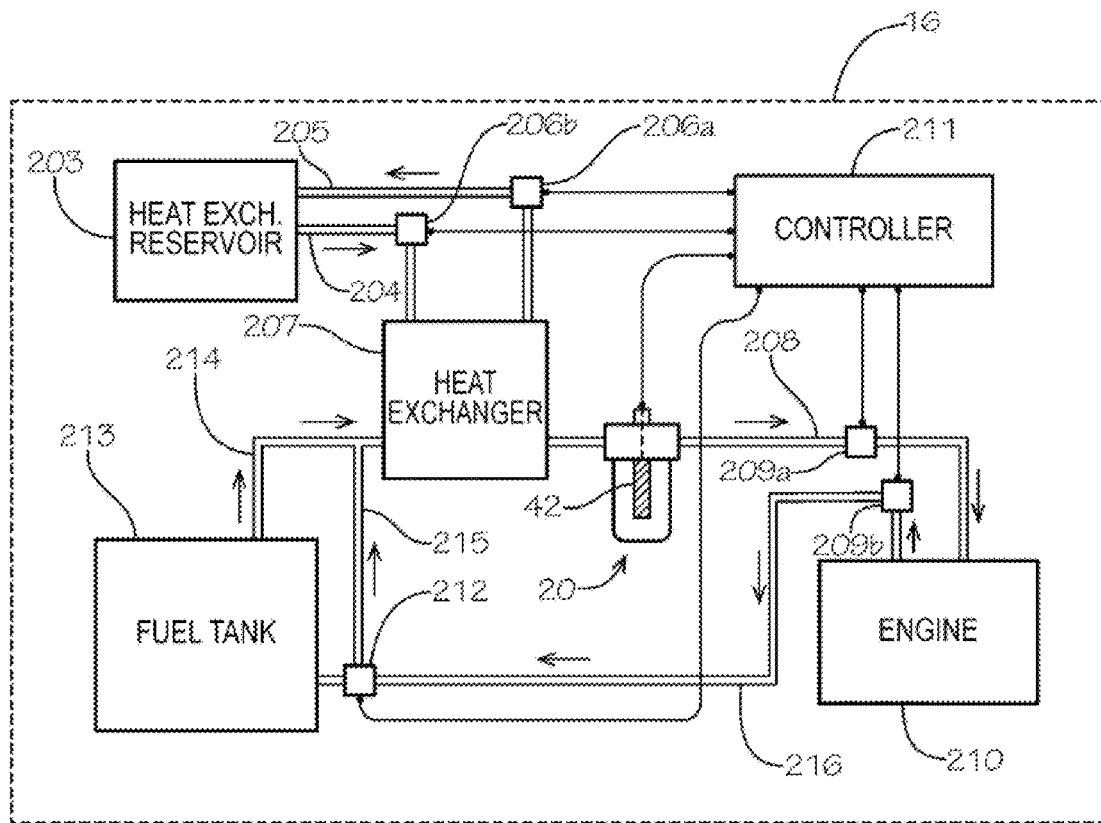 16
206b
206a
205
211
203
HEAT EXCH.
RESERVOIR
CONTROLLER
204
207
208
214
HEAT
EXCHANGER
213
209a
42
215
209b
212
20
FUEL TANK
ENGINE
216
210